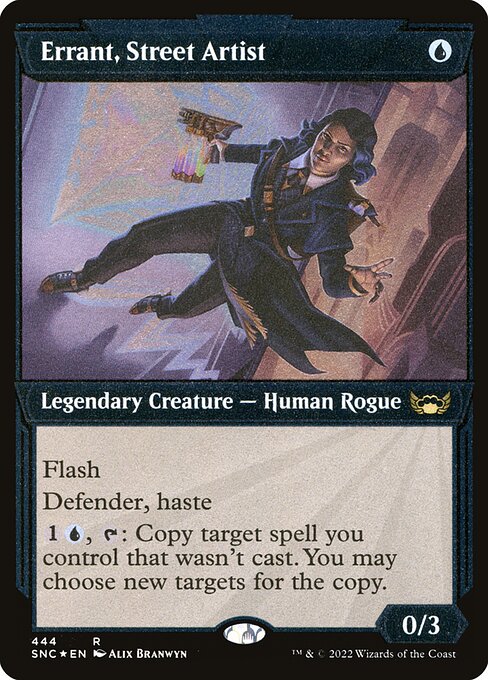 Errant, Street Artist
Legendary Creature — Human Rogue
Flash
Defender, haste
1, : Copy target spell you
control that wasn't cast. You may
choose new targets for the copy.
0/3
444 R
SNC★EN Alix Branwyn
™ & © 2022 Wizards of the Coast